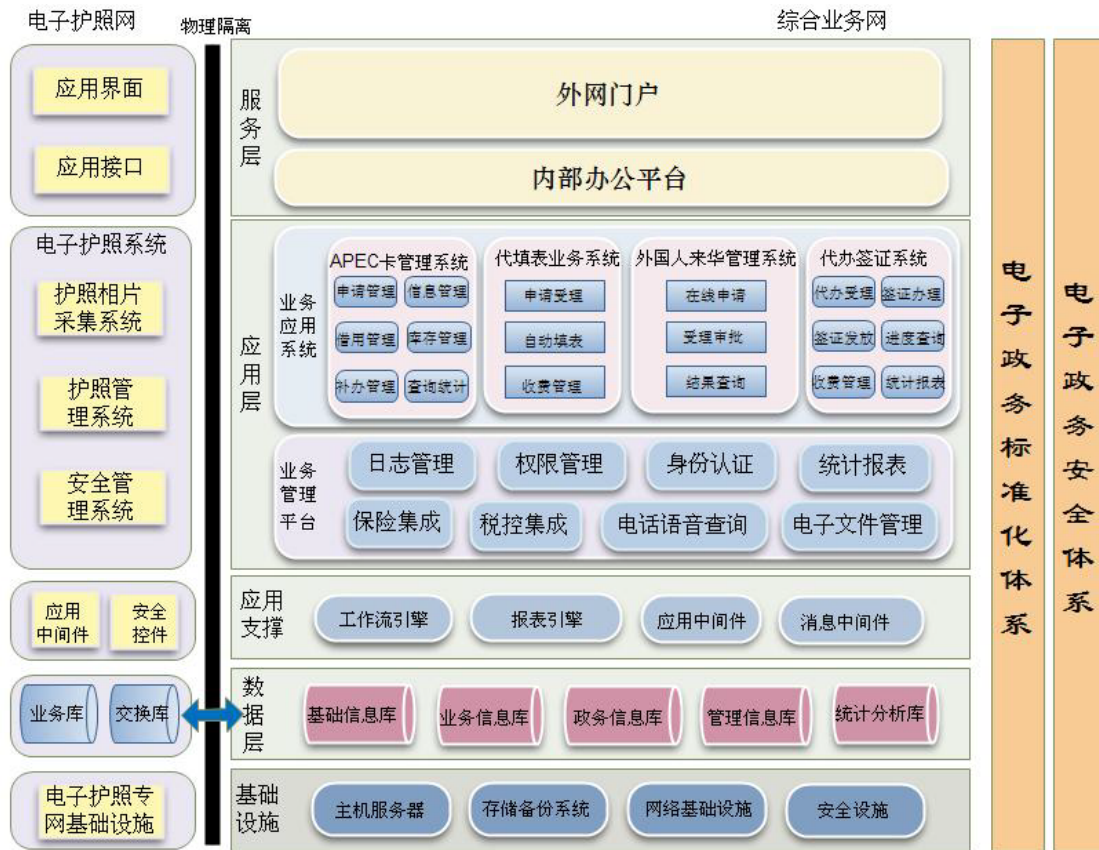 电子护照网
物理隔离
综合业务网
应用界面
应用接口
电子护照系统
护照相片
采集系统
护照管
理系统
安全管
理系统
应用
中间件
安全
控件
业务库
交换库
电子护照专
网基础设施
服务层
外网门户
内部办公平台
应用层
业务
应用
系统
APEC卡管理系统
申请管理
信息管理
借用管理
库存管理
补办管理
查询统计
代填表业务系统
申请受理
自动填表
收费管理
外国人来华管理系统
在线申请
受理审批
结果查询
代办签证系统
代办受理
签证办理
签证发放
进度查询
收费管理
统计报表
业务
管理
平台
日志管理
权限管理
身份认证
统计报表
保险集成
税控集成
电话语音查询
电子文件管理
应用
支撑
工作流引擎
报表引擎
应用中间件
消息中间件
数据层
基础信息库
业务信息库
政务信息库
管理信息库
统计分析库
基础
设施
主机服务器
存储备份系统
网络基础设施
安全设施
电子政务标准化体系
电子政务安全体系